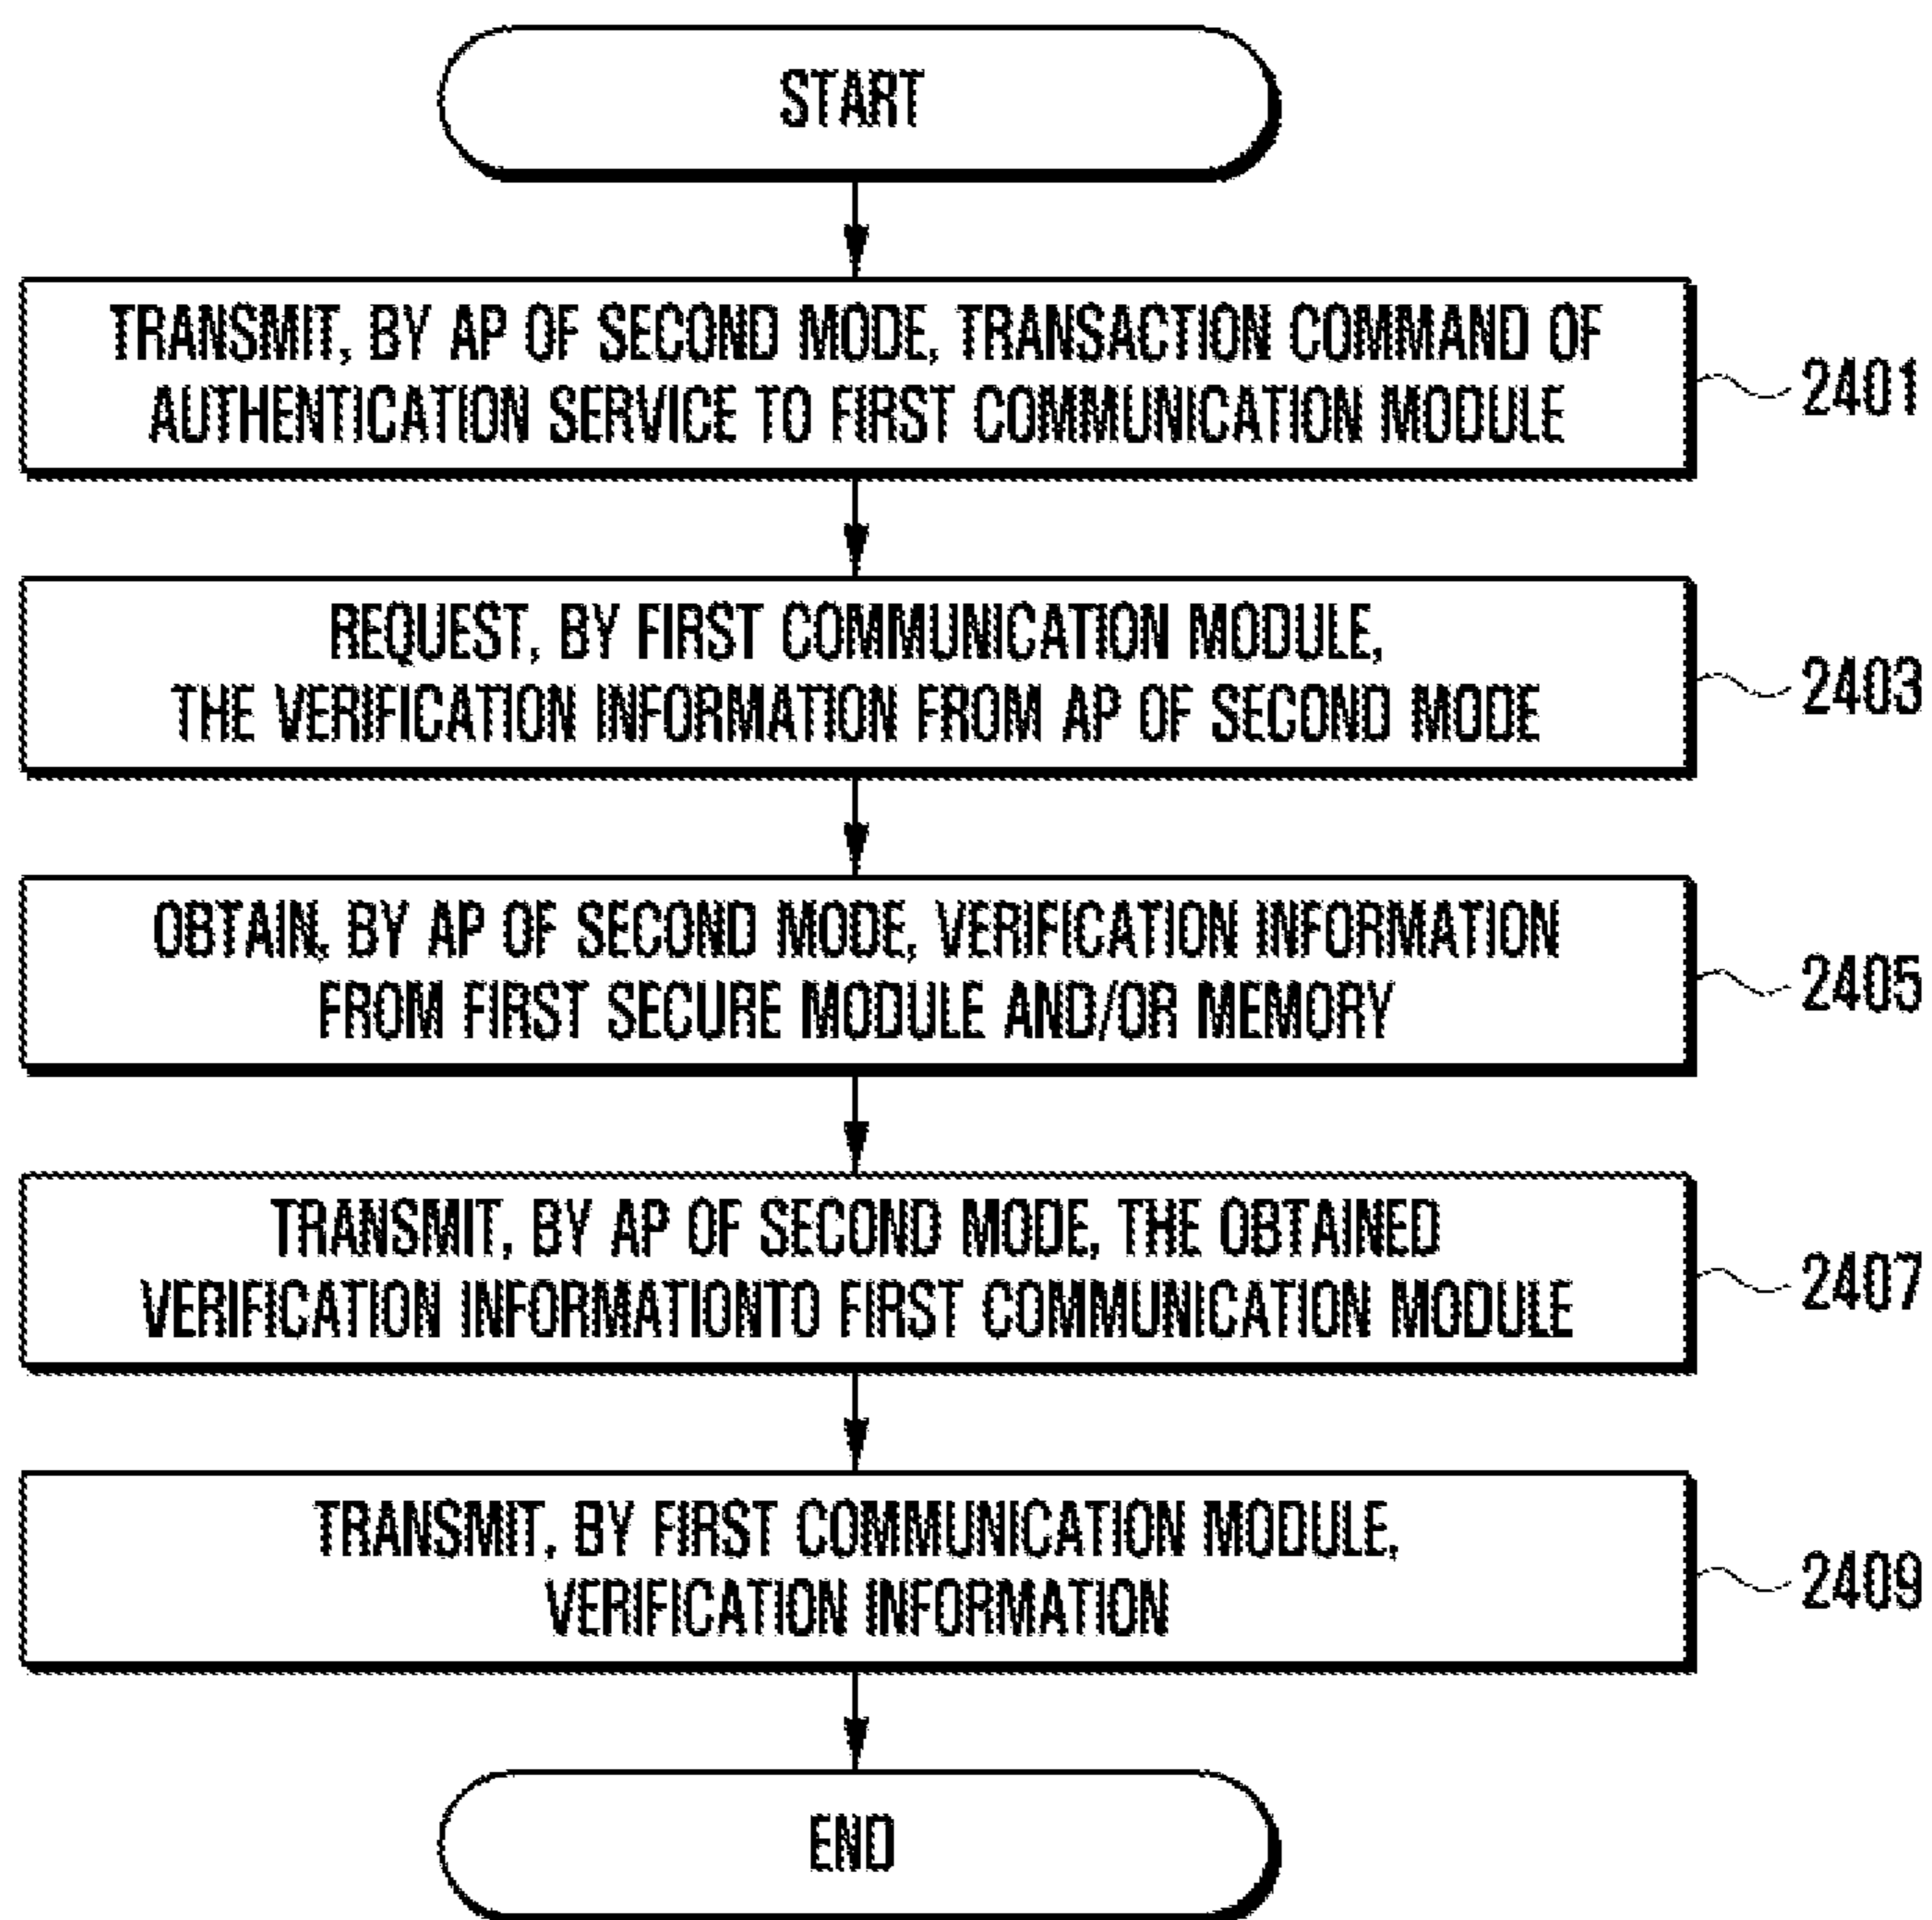 START
TRANSMIT, BY AP OF SECOND MODE, TRANSACTION COMMAND OF
AUTHENTICATION SERVICE TO FIRST COMMUNICATION MODULE
2401
REQUEST, BY FIRST COMMUNICATION MODULE,
THE VERIFICATION INFORMATION FROM AP OF SECOND MODE
2403
OBTAIN, BY AP OF SECOND MODE, VERIFICATION INFORMATION
FROM FIRST SECURE MODULE AND/OR MEMORY
2405
TRANSMIT, BY AP OF SECOND MODE, THE OBTAINED
VERIFICATION INFORMATIONTO FIRST COMMUNICATION MODULE
2407
TRANSMIT, BY FIRST COMMUNICATION MODULE,
VERIFICATION INFORMATION
2409
END